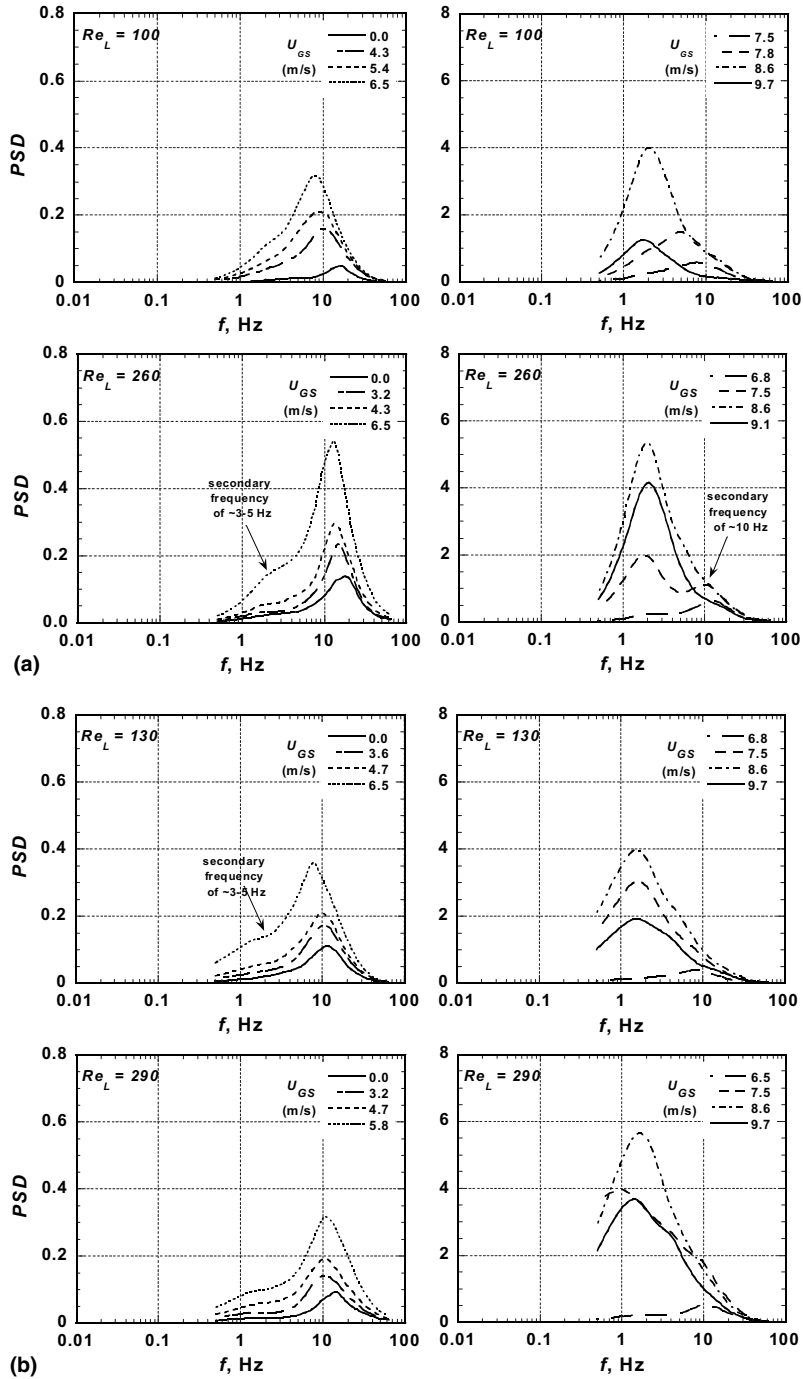 Re_L = 100
U_GS
(m/s)
0.0
4.3
5.4
6.5
PSD
0.8
0.6
0.4
0.2
0
0.01
0.1
1
10
100
f, Hz
Re_L = 100
U_GS
(m/s)
7.5
7.8
8.6
9.7
8
6
4
2
0
0.01
0.1
1
10
100
f, Hz
Re_L = 260
U_GS
(m/s)
0.0
3.2
4.3
6.5
secondary
frequency
of ~3-5 Hz
PSD
0.8
0.6
0.4
0.2
0.0
0.01
0.1
1
10
100
f, Hz
Re_L = 260
U_GS
(m/s)
6.8
7.5
8.6
9.1
secondary
frequency
of ~10 Hz
8
6
4
2
0
0.01
0.1
1
10
100
f, Hz
(a)
Re_L = 130
U_GS
(m/s)
0.0
3.6
4.7
6.5
secondary
frequency
of ~3-5 Hz
PSD
0.8
0.6
0.4
0.2
0
0.01
0.1
1
10
100
f, Hz
Re_L = 130
U_GS
(m/s)
6.8
7.5
8.6
9.7
8
6
4
2
0
0.01
0.1
1
10
100
f, Hz
Re_L = 290
U_GS
(m/s)
0.0
3.2
4.7
5.8
PSD
0.8
0.6
0.4
0.2
0.0
0.01
0.1
1
10
100
f, Hz
Re_L = 290
U_GS
(m/s)
6.5
7.5
8.6
9.7
8
6
4
2
0
0.01
0.1
1
10
100
f, Hz
(b)